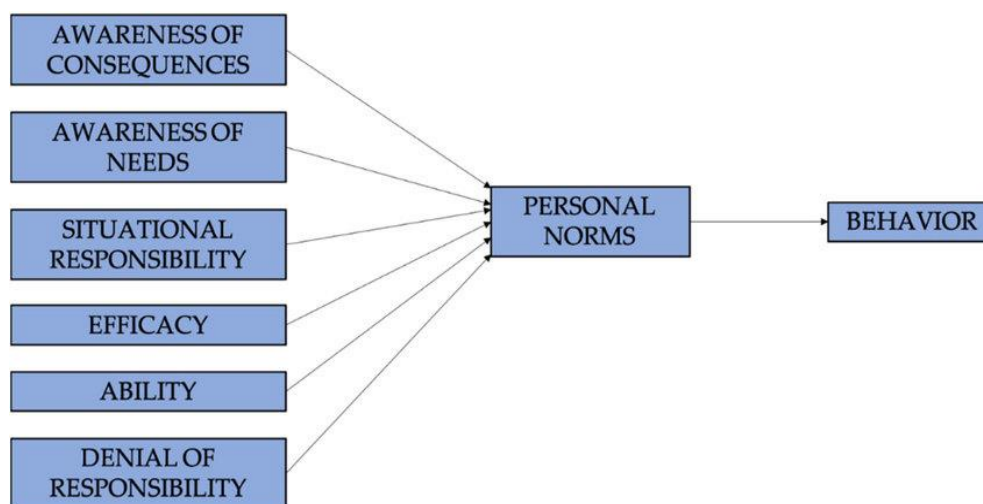 AWARENESS OF
CONSEQUENCES
AWARENESS OF
NEEDS
SITUATIONAL
RESPONSIBILITY
EFFICACY
ABILITY
DENIAL OF
RESPONSIBILITY
PERSONAL
NORMS
BEHAVIOR